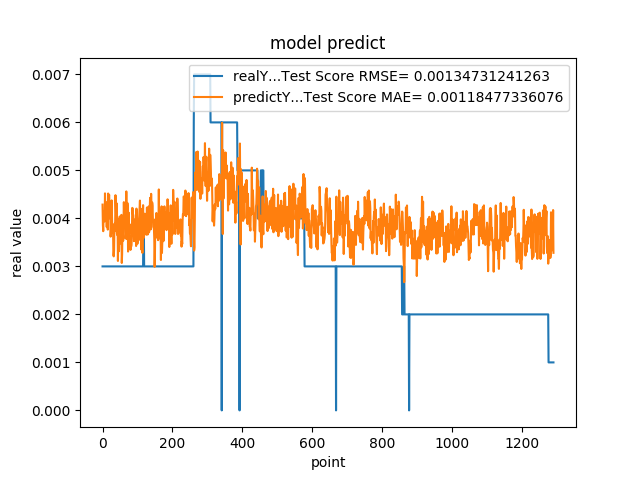 model predict
realY...Test Score RMSE= 0.00134731241263
predictY...Test Score MAE= 0.00118477336076
real value
0.007
0.006
0.005
0.004
0.003
0.002
0.001
0.000
0 200 400 600 800 1000 1200
point